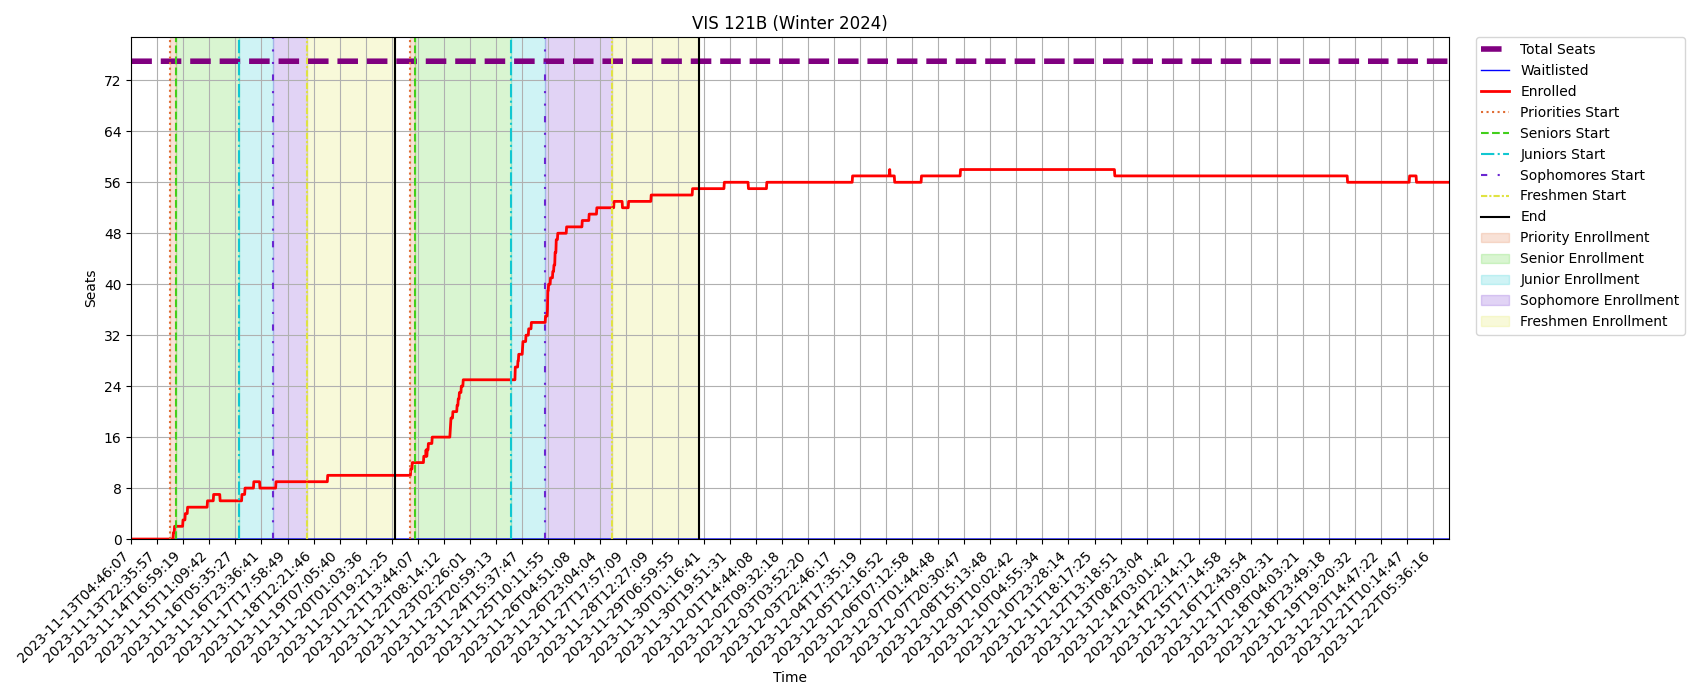 VIS 121B (Winter 2024)
Seats
72
64
56
48
40
32
24
16
8
0
2023-11-13T04:46:07
2023-11-13T22:35:57
2023-11-14T16:59:19
2023-11-15T11:09:42
2023-11-16T05:35:27
2023-11-16T23:36:41
2023-11-17T17:58:49
2023-11-18T12:21:46
2023-11-19T07:05:40
2023-11-20T01:03:36
2023-11-20T19:21:25
2023-11-21T13:44:07
2023-11-22T08:14:12
2023-11-23T02:26:01
2023-11-23T20:59:13
2023-11-24T15:37:47
2023-11-25T10:11:55
2023-11-26T04:51:08
2023-11-26T23:04:04
2023-11-27T17:57:09
2023-11-28T12:27:09
2023-11-29T06:59:55
2023-11-30T01:16:41
2023-11-30T19:51:31
2023-12-01T14:44:08
2023-12-02T09:32:18
2023-12-03T03:52:20
2023-12-03T22:46:17
2023-12-04T17:35:19
2023-12-05T12:16:52
2023-12-06T07:12:58
2023-12-07T01:44:48
2023-12-07T20:30:47
2023-12-08T15:13:48
2023-12-09T10:02:42
2023-12-10T04:55:34
2023-12-10T23:28:14
2023-12-11T18:17:25
2023-12-12T13:18:51
2023-12-13T08:23:04
2023-12-14T03:01:42
2023-12-14T22:14:12
2023-12-15T17:14:58
2023-12-16T12:43:54
2023-12-17T09:02:31
2023-12-18T04:03:21
2023-12-18T23:49:18
2023-12-19T19:20:32
2023-12-20T14:47:22
2023-12-21T10:14:47
2023-12-22T05:36:16
Time
Total Seats
Waitlisted
Enrolled
Priorities Start
Seniors Start
Juniors Start
Sophomores Start
Freshmen Start
End
Priority Enrollment
Senior Enrollment
Junior Enrollment
Sophomore Enrollment
Freshmen Enrollment